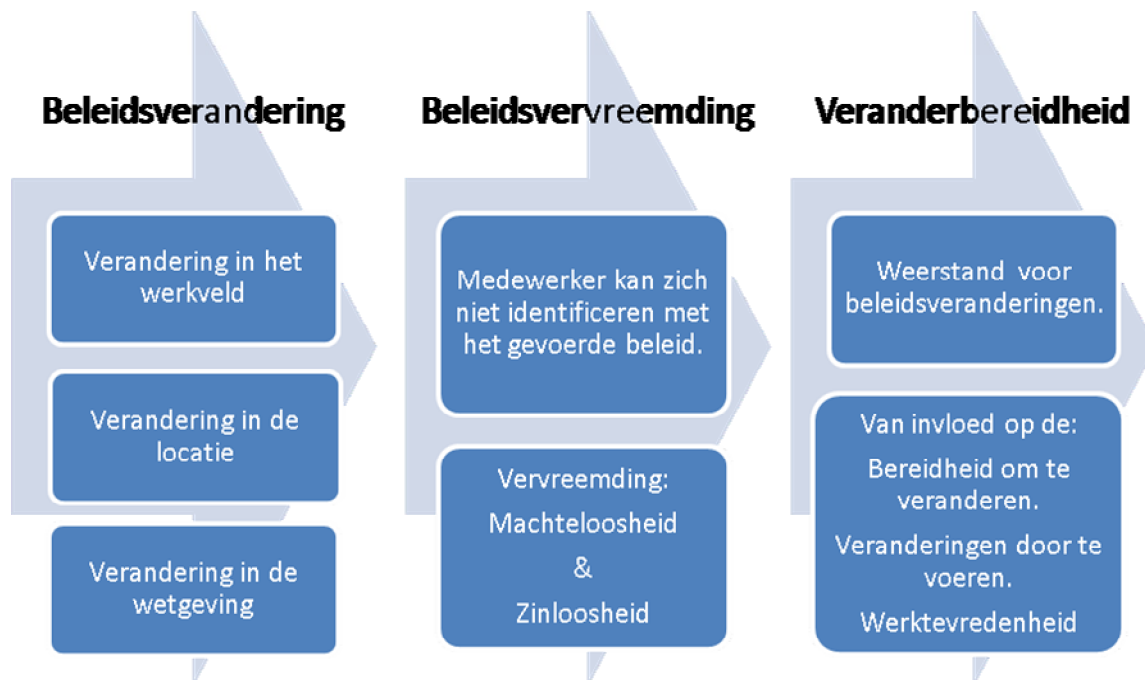 Beleidsverandering
Verandering in het
werkveld
Verandering in de
locatie
Verandering in de
wetgeving
Beleidsvervreemding
Medewerker kan zich
niet identificeren met
het gevoerde beleid.
Vervreemding:
Machteloosheid
&
Zinloosheid
Veranderbereidheid
Weerstand voor
beleidsveranderingen.
Van invloed op de:
Bereidheid om te
veranderen.
Veranderingen door te
voeren.
Werktevredenheid